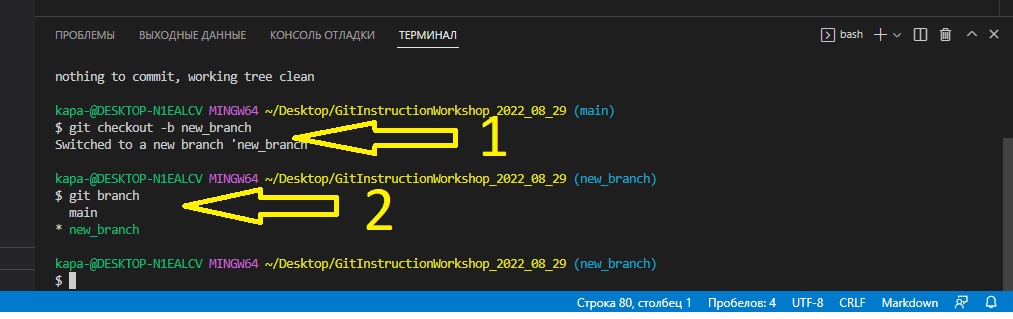 ПРОБЛЕМЫ ВЫХОДНЫЕ ДАННЫЕ КОНСОЛЬ ОТЛАДКИ ТЕРМИНАЛ bash
nothing to commit, working tree clean
kapa-@DESKTOP-N1EALCV MINGW64 ~/Desktop/GitInstructionWorkshop_2022_08_29 (main)
$ git checkout -b new_branch
Switched to a new branch 'new_branch
1
kapa-@DESKTOP-N1EALCV MINGW64 ~/Desktop/GitInstructionWorkshop_2022_08_29 (new_branch)
$ git branch
main
2
* new_branch
kapa-@DESKTOP-N1EALCV MINGW64 ~/Desktop/GitInstructionWorkshop_2022_08_29 (new_branch)
$
Строка 80, столбец 1 Пробелов: 4 UTF-8 CRLF Markdown